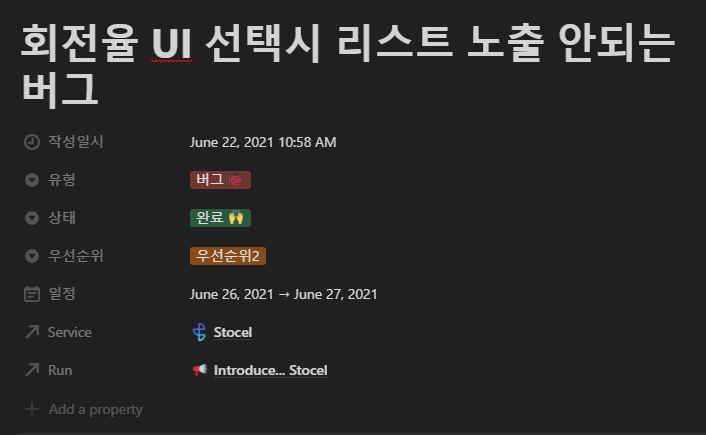 회전율 UI 선택시 리스트 노출 안되는
버그
작성일시 June 22, 2021 10:58 AM
유형 버그
상태 완료 🙌
우선순위 우선순위2
일정 June 26, 2021 → June 27, 2021
Service Stocel
Run 📢 Introduce... Stocel
Add a property